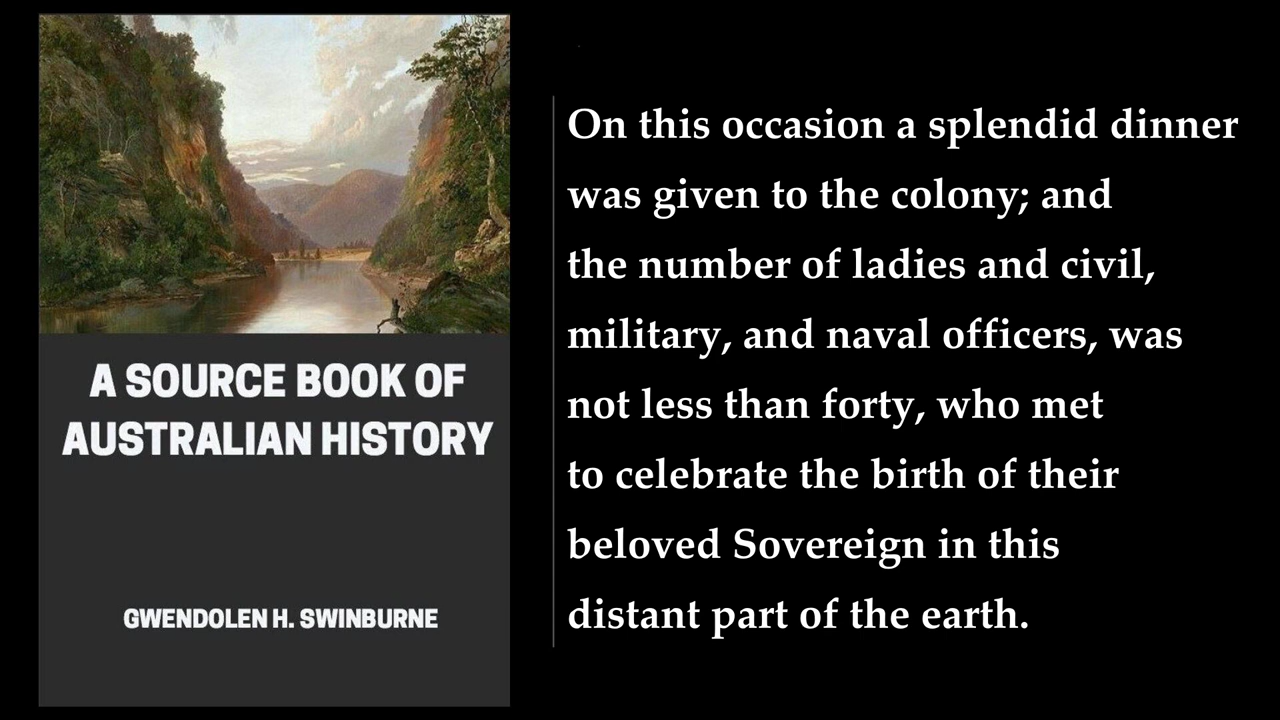 A SOURCE BOOK OF
AUSTRALIAN HISTORY
GWENDOLEN H. SWINBURNE
On this occasion a splendid dinner
was given to the colony; and
the number of ladies and civil,
military, and naval officers, was
not less than forty, who met
to celebrate the birth of their
beloved Sovereign in this
distant part of the earth.